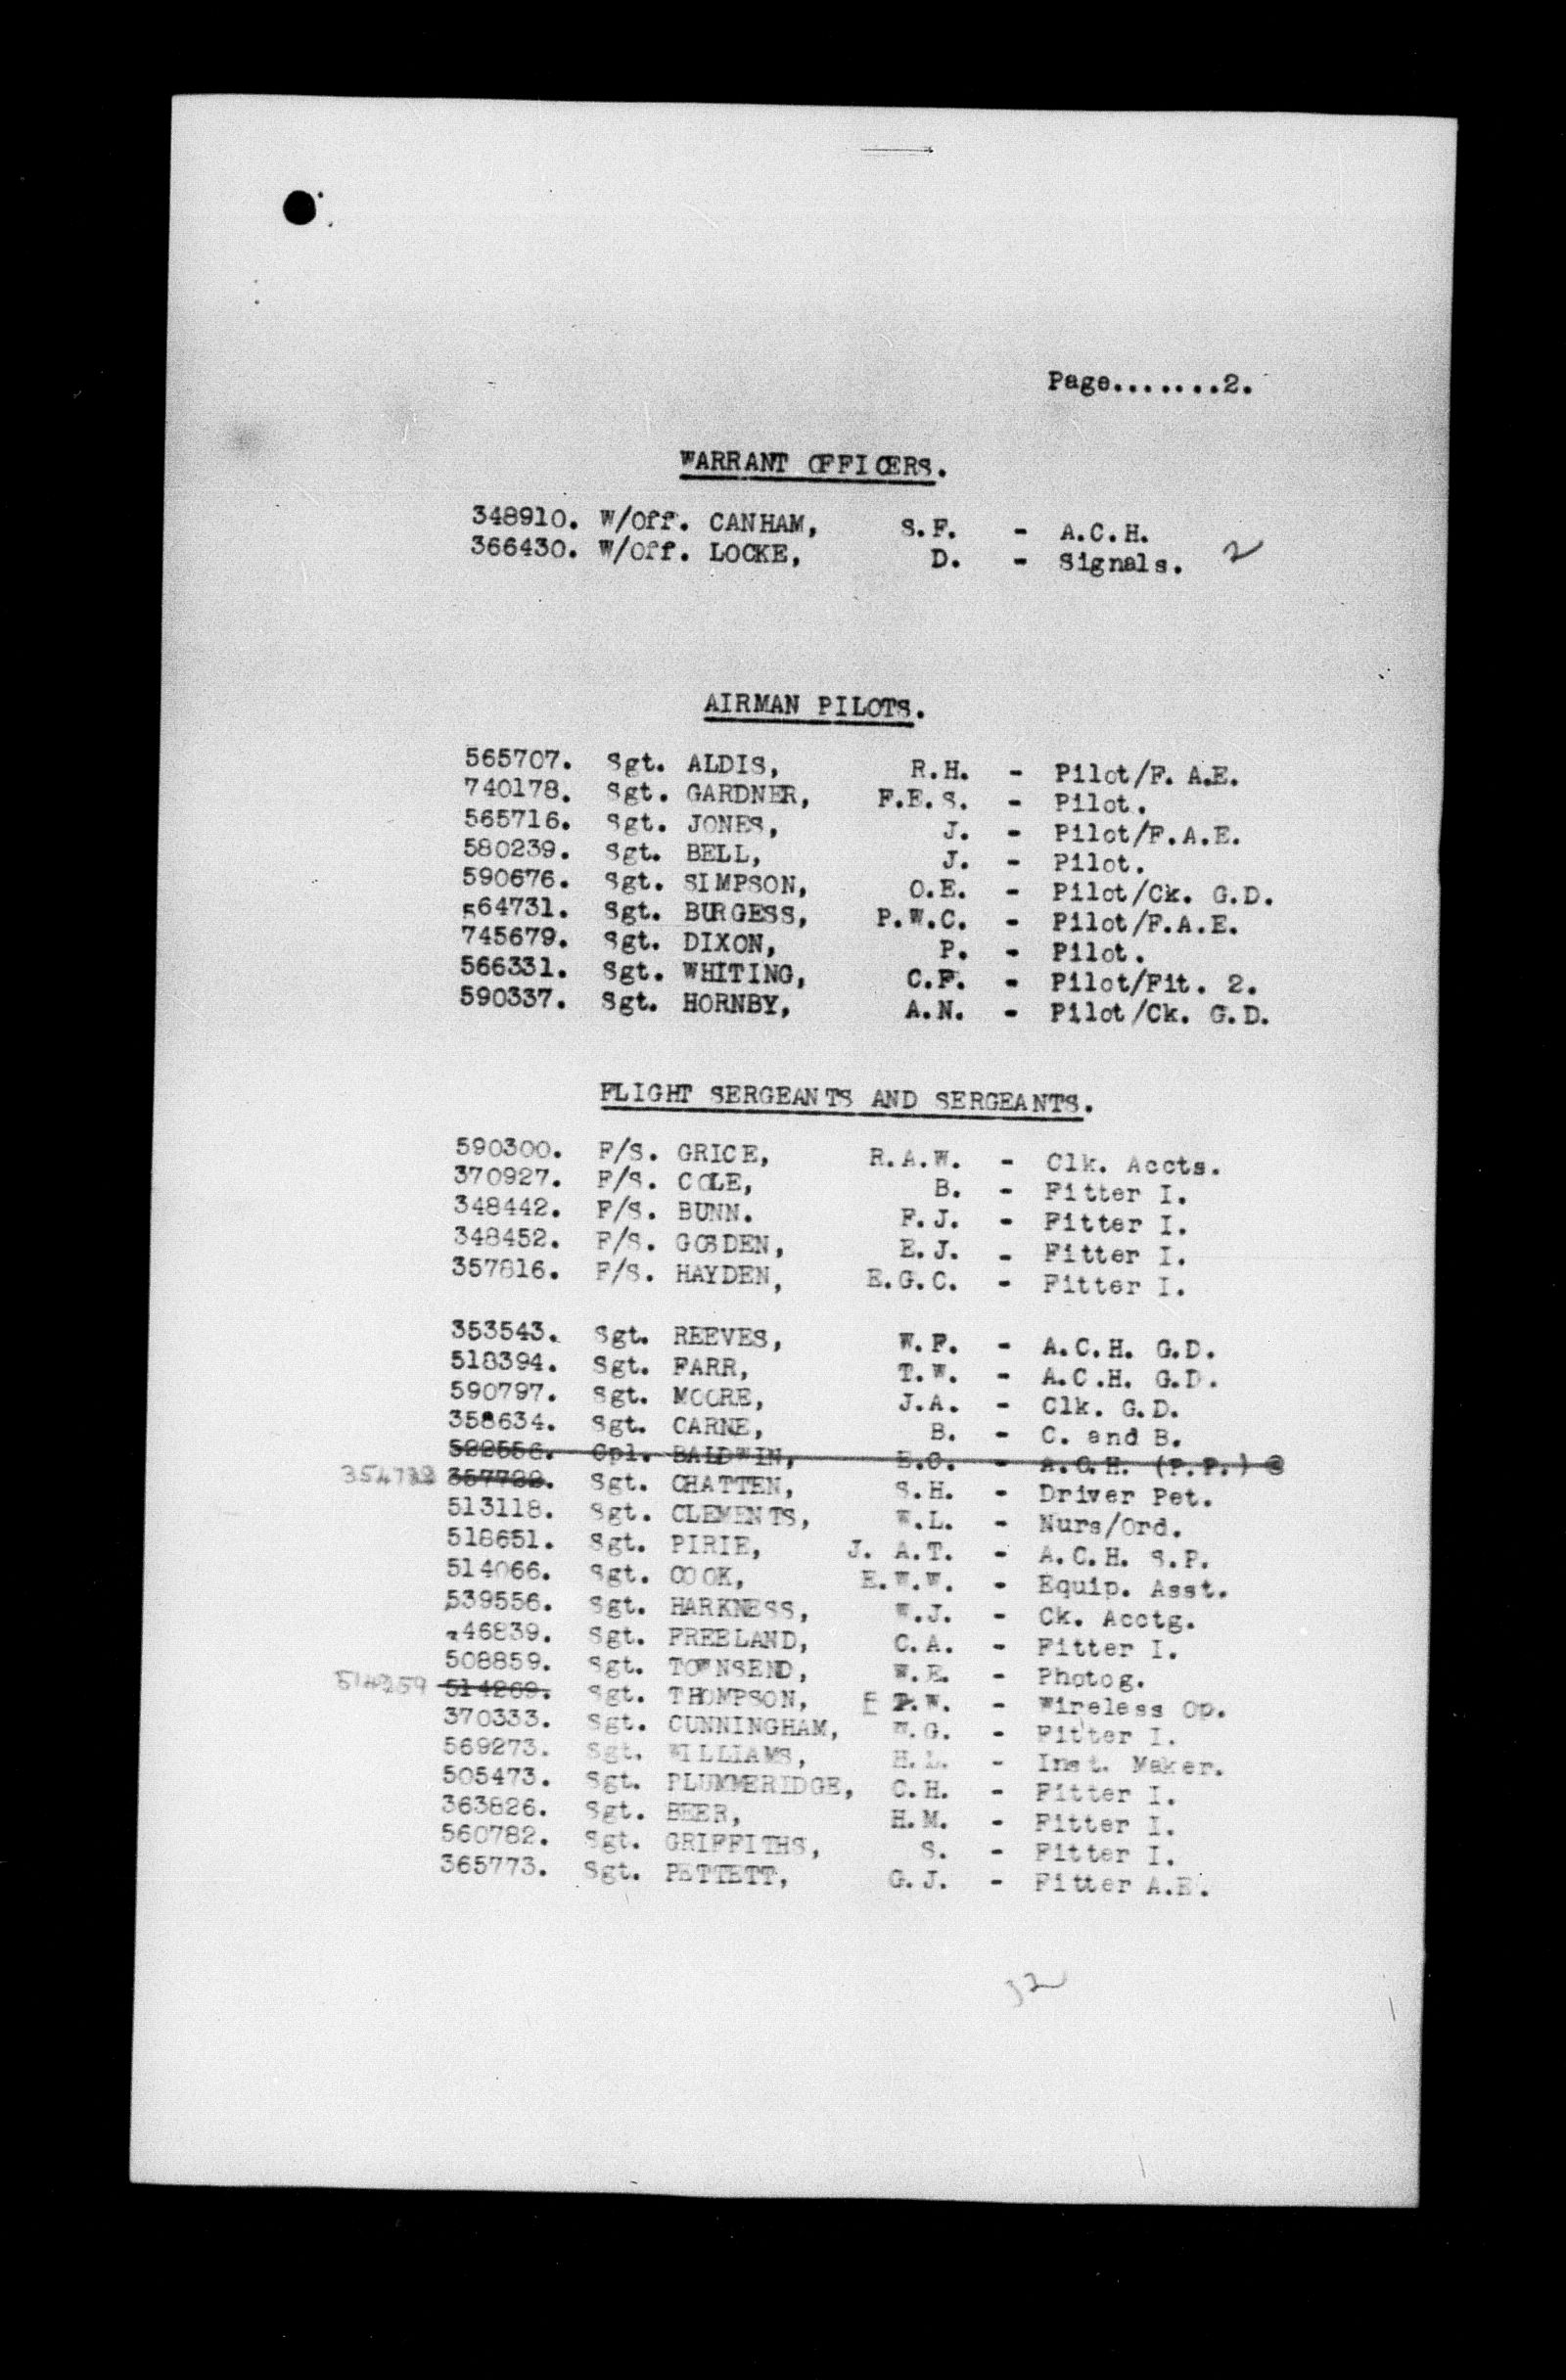 Page.......2.
WARRANT OFFICERS.
348910. W/Off. CANHAM, S.F. - A.C.H.
366430. W/Off. LOCKE, D. - Signals. 2
AIRMAN PILOTS.
565707. Sgt. ALDIS, R.H. - Pilot/F. A.E.
740178. Sgt. GARDNER, F.E.S. - Pilot.
565716. Sgt. JONES, J. - Pilot/F.A.E.
580239. Sgt. BELL, J. - Pilot.
590676. Sgt. SIMPSON, O.E. - Pilot/Ck. G.D.
564731. Sgt. BURGESS, P.W.C. - Pilot/F.A.E.
745679. Sgt. DIXON, P. - Pilot.
566331. Sgt. WHITING, C.F. - Pilot/Fit. 2.
590337. Sgt. HORNBY, A.N. - Pilot/Ck. G.D.
FLIGHT SERGEANTS AND SERGEANTS.
590300. F/S. GRICE, R.A.W. - Clk. Accts.
370927. F/S. COLE, B. - Fitter I.
348442. F/S. BUNN. F.J. - Fitter I.
348452. F/S. GOSDEN, E.J. - Fitter I.
357816. F/S. HAYDEN, E.G.C. - Fitter I.
353543. Sgt. REEVES, W.F. - A.C.H. G.D.
518394. Sgt. FARR, T.W. - A.C.H. G.D.
590797. Sgt. MOORE, J.A. - Clk. G.D.
358634. Sgt. CARNE, B. - C. and B.
Cpl. BALDWIN, - A.C.H. (P.P.)
Sgt. CHATTEN, S.H. - Driver Pet.
513118. Sgt. CLEMENTS, W.L. - Nurs/Ord.
518651. Sgt. PIRIE, J. A.T. - A.C.H. S.P.
514066. Sgt. COOK, E.W.W. - Equip. Asst.
539556. Sgt. HARKNESS, W.J. - Ck. Acctg.
46839. Sgt. FREELAND, C.A. - Fitter I.
508859. Sgt. TOWNSEND, W.E. - Photog.
514259 514269. Sgt. THOMPSON, E W. - Wireless Op.
370333. Sgt. CUNNINGHAM, W.G. - Fitter I.
569273. Sgt. WILLIAMS, H.L. - Inst. Maker.
505473. Sgt. PLUMMERIDGE, C.H. - Fitter I.
363826. Sgt. BEER, H.M. - Fitter I.
560782. Sgt. GRIFFITHS, S. - Fitter I.
365773. Sgt. PETTETT, G.J. - Fitter A.E.
32